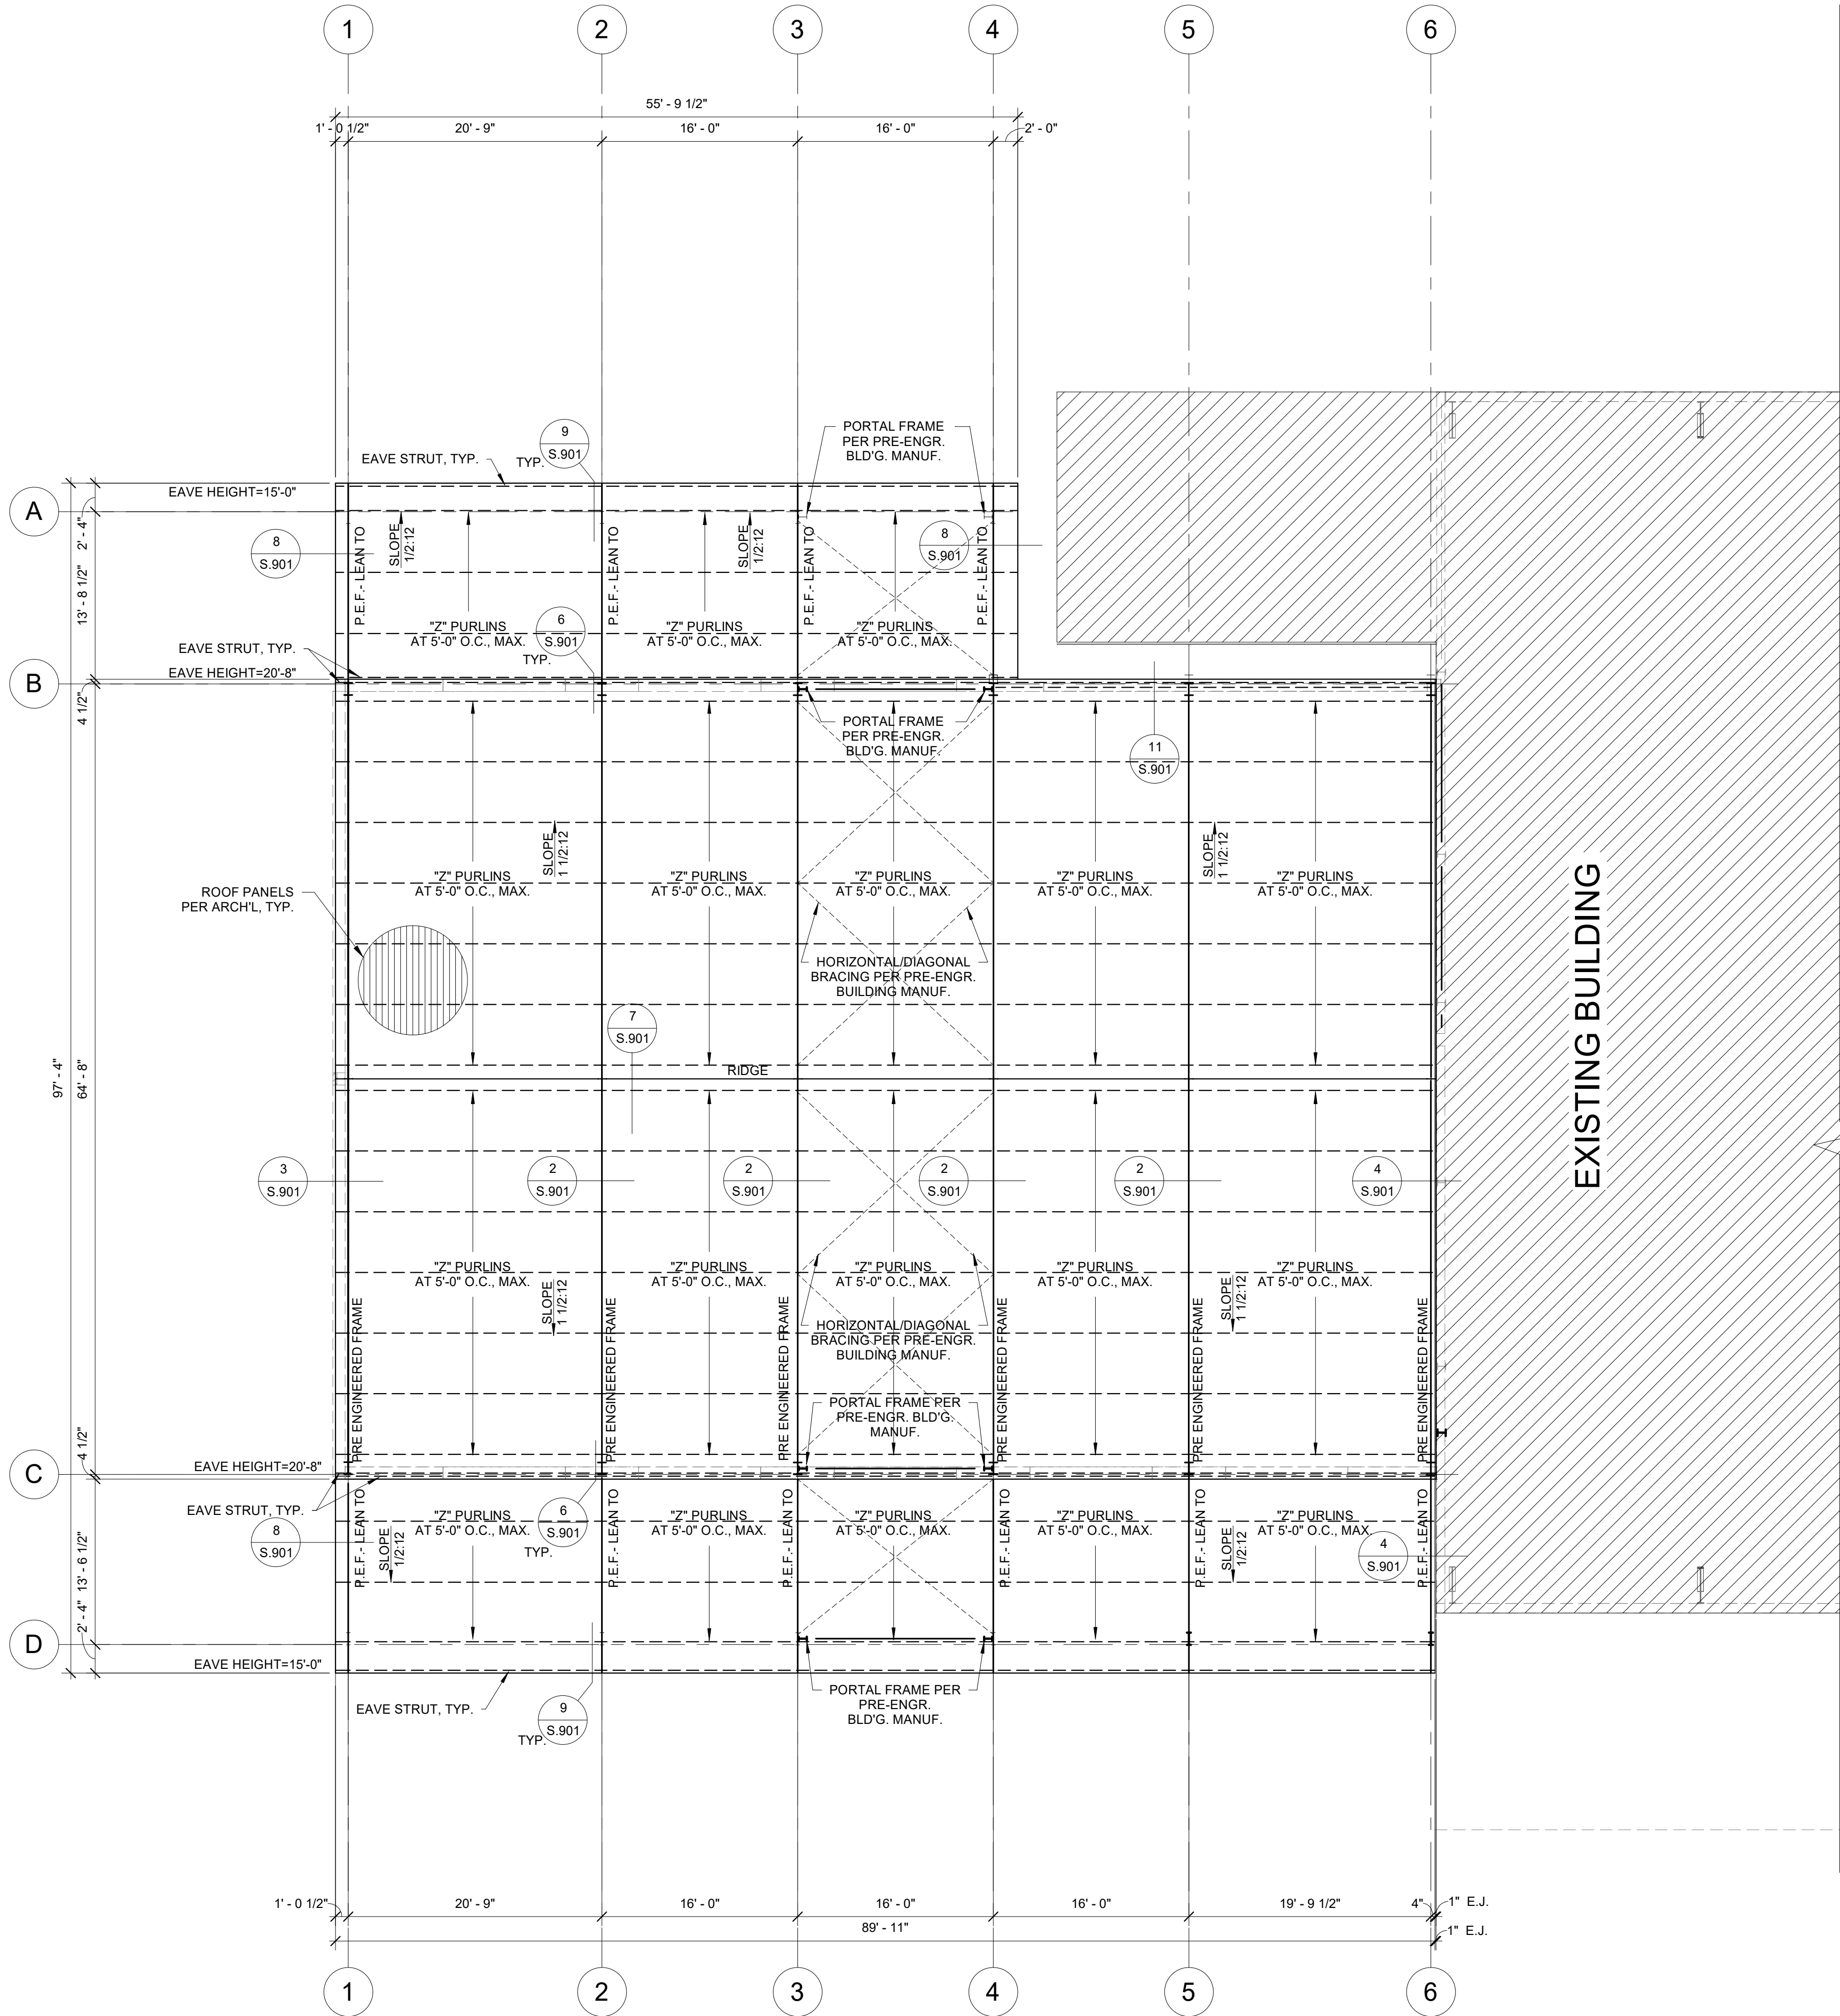 1
2
3
4
5
6
55' - 9 1/2"
1' - 0 1/2"
20' - 9"
16' - 0"
16' - 0"
2' - 0"
9
S.901
TYP.
EAVE STRUT, TYP.
PORTAL FRAME
PER PRE-ENGR.
BLD'G. MANUF.
EAVE HEIGHT=15'-0"
A
2' - 4"
13' - 8 1/2"
8
S.901
P.E.F. - LEAN TO
SLOPE
1/2:12
P.E.F. - LEAN TO
SLOPE
1/2:12
P.E.F. - LEAN TO
8
S.901
P.E.F. - LEAN TO
"Z" PURLINS
AT 5'-0" O.C., MAX.
6
S.901
TYP.
"Z" PURLINS
AT 5'-0" O.C., MAX.
"Z" PURLINS
AT 5'-0" O.C., MAX.
EAVE STRUT, TYP.
EAVE HEIGHT=20'-8"
B
4 1/2"
PORTAL FRAME
PER PRE-ENGR.
BLD'G. MANUF.
11
S.901
SLOPE
1 1/2:12
SLOPE
1 1/2:12
"Z" PURLINS
AT 5'-0" O.C., MAX.
"Z" PURLINS
AT 5'-0" O.C., MAX.
"Z" PURLINS
AT 5'-0" O.C., MAX.
"Z" PURLINS
AT 5'-0" O.C., MAX.
"Z" PURLINS
AT 5'-0" O.C., MAX.
ROOF PANELS
PER ARCH'L, TYP.
HORIZONTAL/DIAGONAL
BRACING PER PRE-ENGR.
BUILDING MANUF.
EXISTING BUILDING
7
S.901
97' - 4"
64' - 8"
RIDGE
3
S.901
2
S.901
2
S.901
2
S.901
2
S.901
4
S.901
"Z" PURLINS
AT 5'-0" O.C., MAX.
"Z" PURLINS
AT 5'-0" O.C., MAX.
"Z" PURLINS
AT 5'-0" O.C., MAX.
"Z" PURLINS
AT 5'-0" O.C., MAX.
"Z" PURLINS
AT 5'-0" O.C., MAX.
SLOPE
1 1/2:12
SLOPE
1 1/2:12
HORIZONTAL/DIAGONAL
BRACING PER PRE-ENGR.
BUILDING MANUF.
PRE ENGINEERED FRAME
PRE ENGINEERED FRAME
PRE ENGINEERED FRAME
PRE ENGINEERED FRAME
PRE ENGINEERED FRAME
PRE ENGINEERED FRAME
PORTAL FRAME PER
PRE-ENGR. BLD'G.
MANUF.
4 1/2"
EAVE HEIGHT=20'-8"
C
EAVE STRUT, TYP.
8
S.901
13' - 6 1/2"
2' - 4"
P.E.F. - LEAN TO
SLOPE
1/2:12
"Z" PURLINS
AT 5'-0" O.C., MAX.
6
S.901
TYP.
P.E.F. - LEAN TO
"Z" PURLINS
AT 5'-0" O.C., MAX.
P.E.F. - LEAN TO
"Z" PURLINS
AT 5'-0" O.C., MAX.
P.E.F. - LEAN TO
"Z" PURLINS
AT 5'-0" O.C., MAX.
P.E.F. - LEAN TO
SLOPE
1/2:12
"Z" PURLINS
AT 5'-0" O.C., MAX.
4
S.901
P.E.F. - LEAN TO
D
EAVE HEIGHT=15'-0"
EAVE STRUT, TYP.
9
S.901
TYP.
PORTAL FRAME PER
PRE-ENGR.
BLD'G. MANUF.
1' - 0 1/2"
20' - 9"
16' - 0"
16' - 0"
16' - 0"
19' - 9 1/2"
4"
1" E.J.
89' - 11"
1" E.J.
1
2
3
4
5
6